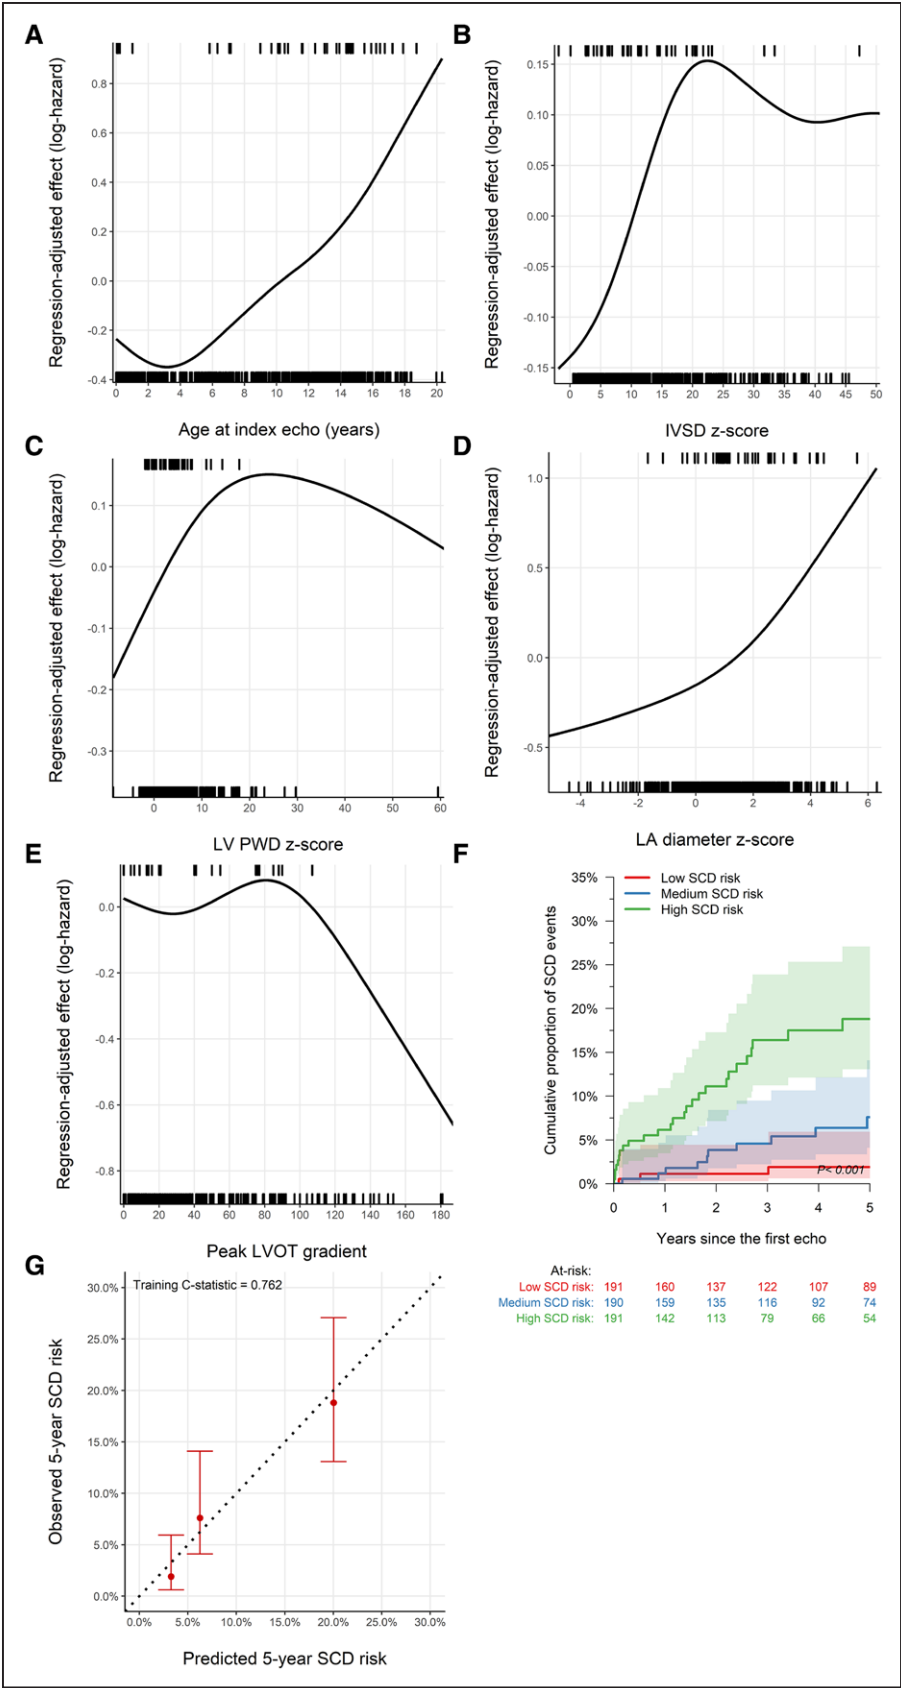 A
Regression-adjusted effect (log-hazard)
0.8
0.6
0.4
0.2
0.0
-0.2
-0.4
0 2 4 6 8 10 12 14 16 18 20
Age at index echo (years)
B
Regression-adjusted effect (log-hazard)
0.15
0.10
0.05
0.00
-0.05
-0.10
-0.15
0 5 10 15 20 25 30 35 40 45 50
IVSD z-score
C
Regression-adjusted effect (log-hazard)
0.1
0.0
-0.1
-0.2
-0.3
0 10 20 30 40 50 60
LV PWD z-score
D
Regression-adjusted effect (log-hazard)
1.0
0.5
0.0
-0.5
-4 -2 0 2 4 6
LA diameter z-score
E
Regression-adjusted effect (log-hazard)
0.0
-0.2
-0.4
-0.6
-0.8
0 20 40 60 80 100 120 140 160 180
Peak LVOT gradient
F
Cumulative proportion of SCD events
35%
30%
25%
20%
15%
10%
5%
0%
Low SCD risk
Medium SCD risk
High SCD risk
P< 0.001
0 1 2 3 4 5
Years since the first echo
At-risk:
Low SCD risk: 191 160 137 122 107 89
Medium SCD risk: 190 159 135 116 92 74
High SCD risk: 191 142 113 79 66 54
G
Training C-statistic = 0.762
Observed 5-year SCD risk
30.0%
25.0%
20.0%
15.0%
10.0%
5.0%
0.0%
0.0% 5.0% 10.0% 15.0% 20.0% 25.0% 30.0%
Predicted 5-year SCD risk